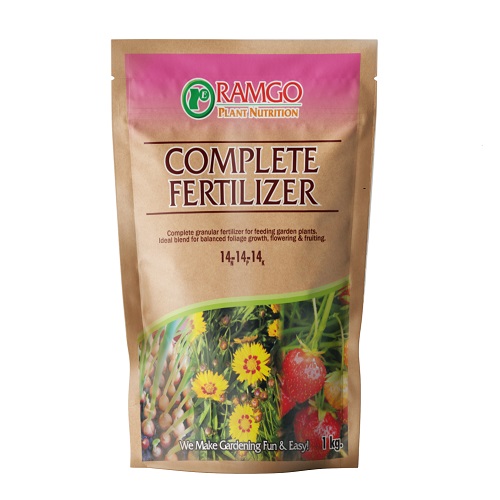 RAMGO
PLANT NUTRITION
COMPLETE
FERTILIZER
Complete granular fertilizer for feeding garden plants.
Ideal blend for balanced foliage growth, flowering & fruiting.
14N-14P-14K
We Make Gardening Fun & Easy!
1 kg.